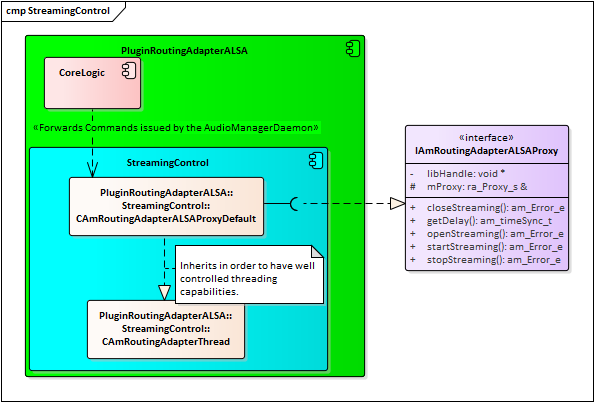 cmp StreamingControl
PluginRoutingAdapterALSA
CoreLogic
«Forwards Commands issued by the AudioManagerDaemon»
StreamingControl
PluginRoutingAdapterALSA::
StreamingControl::
CAmRoutingAdapterALSAProxyDefault
Inherits in order to have well
controlled threading
capabilities.
PluginRoutingAdapterALSA::
StreamingControl::
CAmRoutingAdapterThread
«interface»
IAmRoutingAdapterALSAProxy
- libHandle: void *
# mProxy: ra_Proxy_s &
+ closeStreaming(): am_Error_e
+ getDelay(): am_timeSync_t
+ openStreaming(): am_Error_e
+ startStreaming(): am_Error_e
+ stopStreaming(): am_Error_e